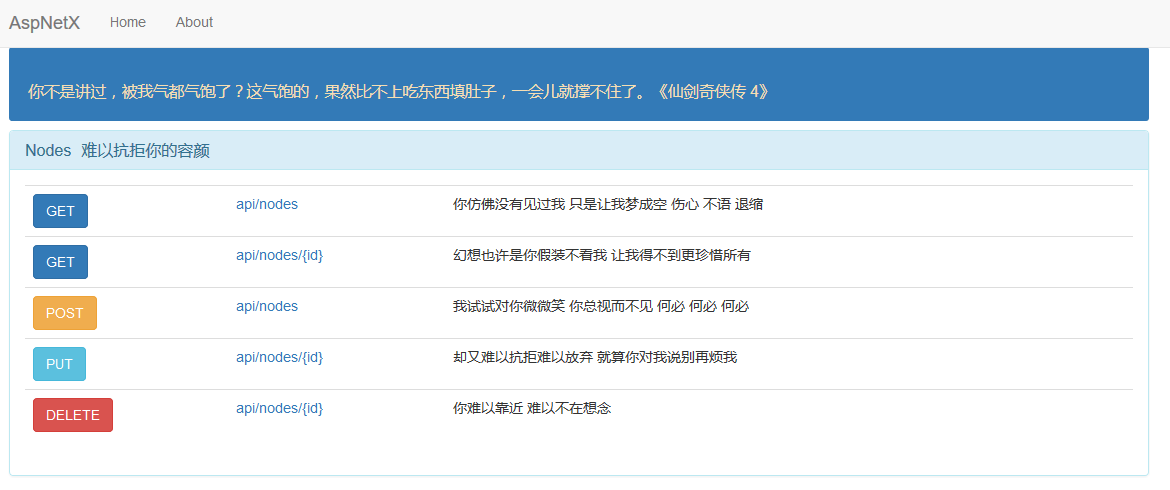 AspNetX Home About
你不是讲过，被我气都气饱了？这气饱的，果然比不上吃东西填肚子，一会儿就撑不住了。《仙剑奇侠传 4》
Nodes 难以抗拒你的容颜
GET api/nodes 你仿佛没有见过我 只是让我梦成空 伤心 不语 退缩
GET api/nodes/{id} 幻想也许是你假装不看我 让我得不到更珍惜所有
POST api/nodes 我试试对你微微笑 你总视而不见 何必 何必 何必
PUT api/nodes/{id} 却又难以抗拒难以放弃 就算你对我说别再烦我
DELETE api/nodes/{id} 你难以靠近 难以不在想念